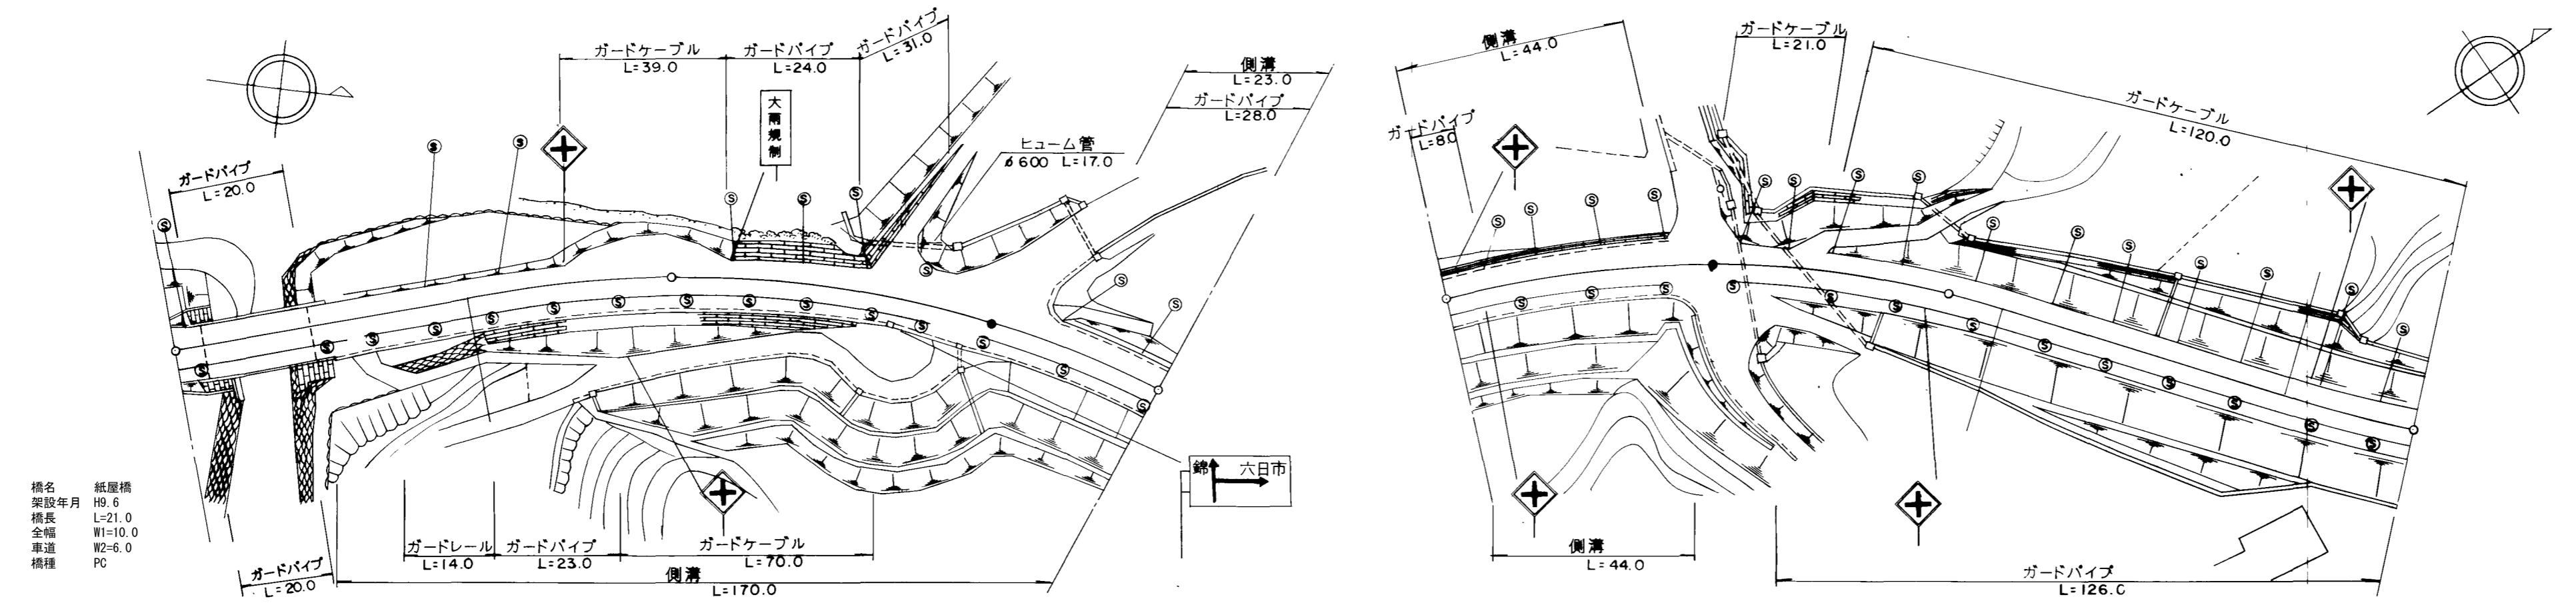 ガードパイプ
L=20.0
ガードケーブル
L=39.0
ガードパイプ
L=24.0
ガードパイプ
L=31.0
大雨規制
側溝
L=23.0
ガードパイプ
L=28.0
ヒューム管
φ600 L=17.0
橋名 紙屋橋
架設年月 H9.6
橋長 L=21.0
全幅 W1=10.0
車道 W2=6.0
橋種 PC
ガードパイプ
L=20.0
ガードレール
L=14.0
ガードパイプ
L=23.0
ガードケーブル
L=70.0
側溝
L=170.0
錦 六日市
側溝
L=44.0
ガードパイプ
L=8.0
ガードケーブル
L=21.0
ガードケーブル
L=120.0
側溝
L=44.0
ガードパイプ
L=126.0